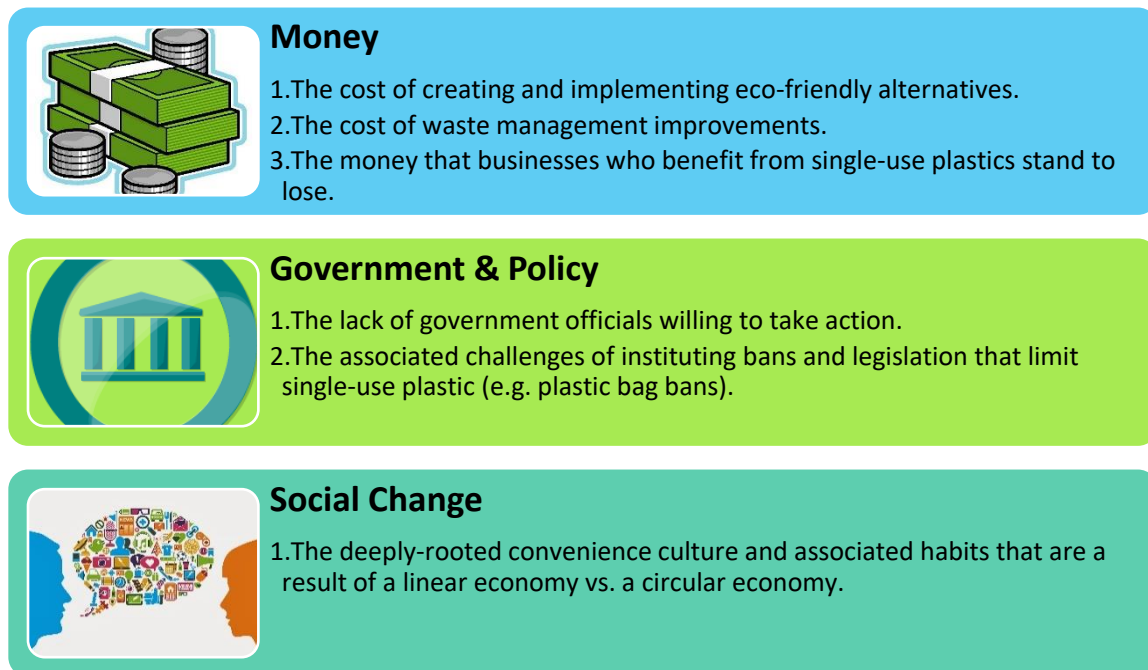 Money
1.The cost of creating and implementing eco-friendly alternatives.
2.The cost of waste management improvements.
3.The money that businesses who benefit from single-use plastics stand to
lose.
Government & Policy
1.The lack of government officials willing to take action.
2.The associated challenges of instituting bans and legislation that limit
single-use plastic (e.g. plastic bag bans).
Social Change
1.The deeply-rooted convenience culture and associated habits that are a
result of a linear economy vs. a circular economy.